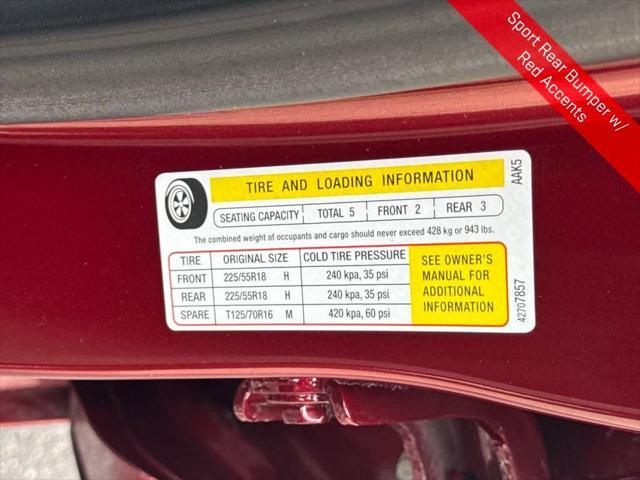 Sport Rear Bumper w/
Red Accents
TIRE AND LOADING INFORMATION
SEATING CAPACITY TOTAL 5 FRONT 2 REAR 3
The combined weight of occupants and cargo should never exceed 428 kg or 943 lbs.
TIRE ORIGINAL SIZE COLD TIRE PRESSURE
FRONT 225/55R18 H 240 kpa, 35 psi
REAR 225/55R18 H 240 kpa, 35 psi
SPARE T125/70R16 M 420 kpa, 60 psi
SEE OWNER'S
MANUAL FOR
ADDITIONAL
INFORMATION
AAK5
42707857